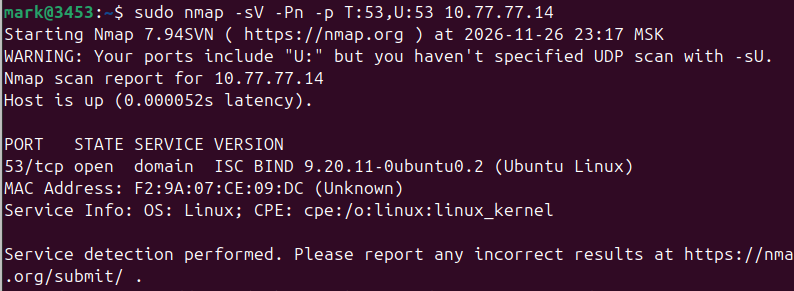 mark@3453:~$ sudo nmap -sV -Pn -p T:53,U:53 10.77.77.14
Starting Nmap 7.94SVN ( https://nmap.org ) at 2026-11-26 23:17 MSK
WARNING: Your ports include "U:" but you haven't specified UDP scan with -sU.
Nmap scan report for 10.77.77.14
Host is up (0.000052s latency).
PORT   STATE SERVICE VERSION
53/tcp open  domain  ISC BIND 9.20.11-0ubuntu0.2 (Ubuntu Linux)
MAC Address: F2:9A:07:CE:09:DC (Unknown)
Service Info: OS: Linux; CPE: cpe:/o:linux:linux_kernel
Service detection performed. Please report any incorrect results at https://nma
.org/submit/ .